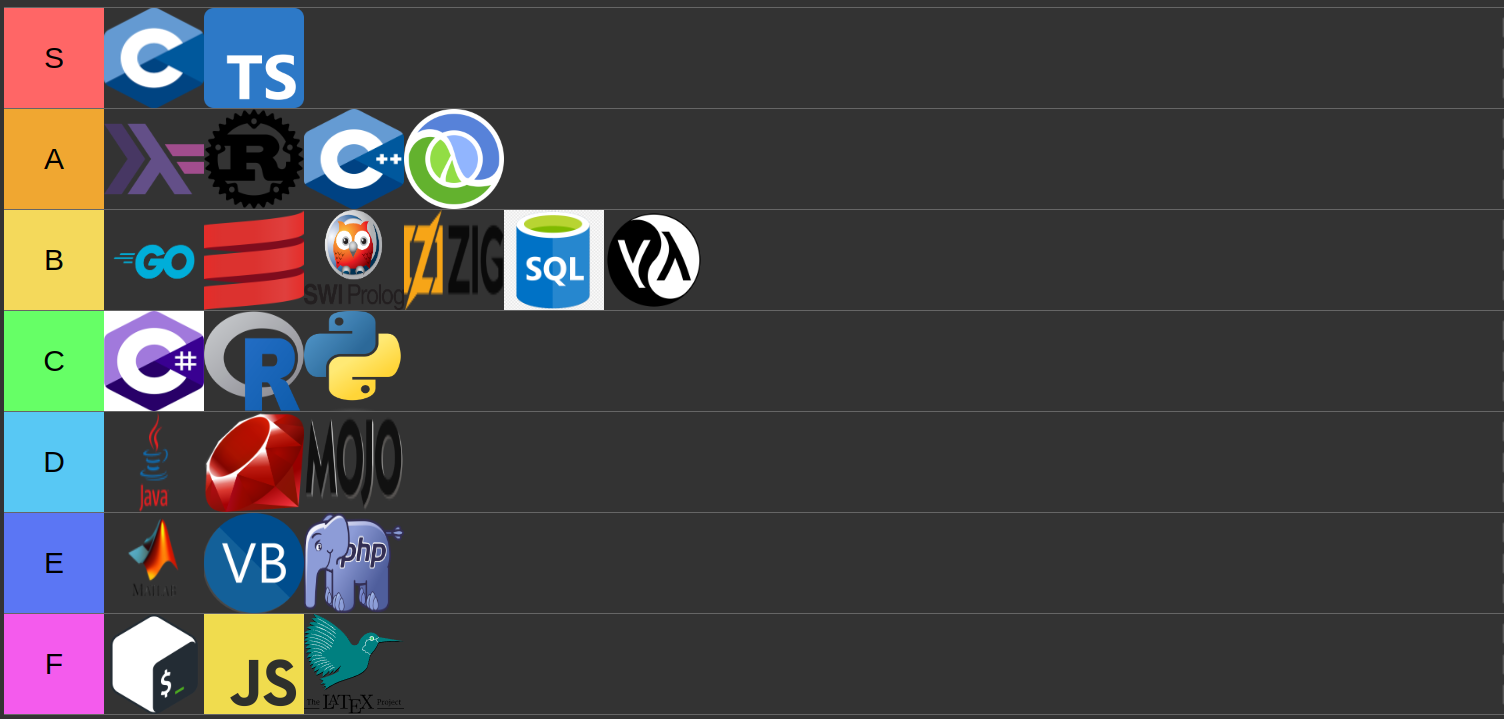 S
C
TS
A
R
C++
B
GO
SWI Prolog
ZIG
SQL
C
C#
R
D
Java
MOJO
E
MATLAB
VB
php
F
$_
JS
The LATEX Project